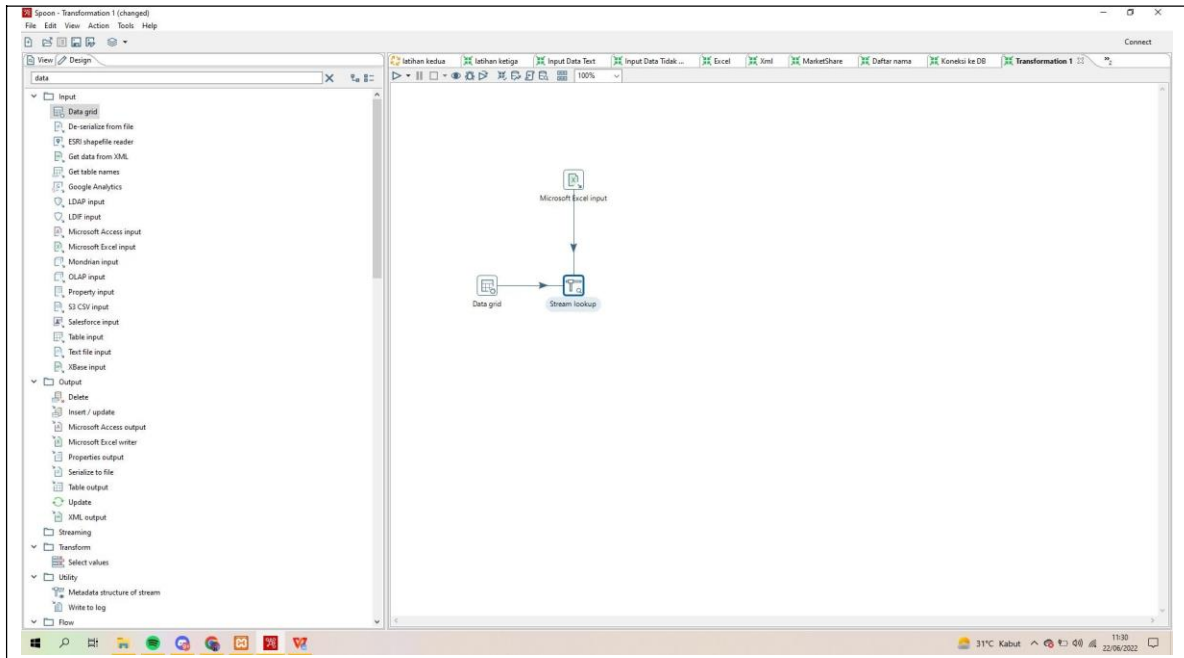 Spoon - Transformation 1 (changed)
File Edit View Action Tools Help
Connect
View Design
latihan kedua latihan ketiga Input Data Text Input Data Tidak ... Excel Xml MarketShare Daftar nama Koneksi ke DB Transformation 1
data
100%
Input
Data grid
De-serialize from file
ESRI shapefile reader
Get data from XML
Get table names
Google Analytics
LDAP input
LDIF input
Microsoft Access input
Microsoft Excel input
Mondrian input
OLAP input
Property input
S3 CSV input
Salesforce input
Table input
Text file input
XBase input
Output
Delete
Insert / update
Microsoft Access output
Microsoft Excel writer
Properties output
Serialize to file
Table output
Update
XML output
Streaming
Transform
Select values
Utility
Metadata structure of stream
Write to log
Flow
Microsoft Excel input
Data grid
Stream lookup
31°C Kabut
11:30
22/06/2022